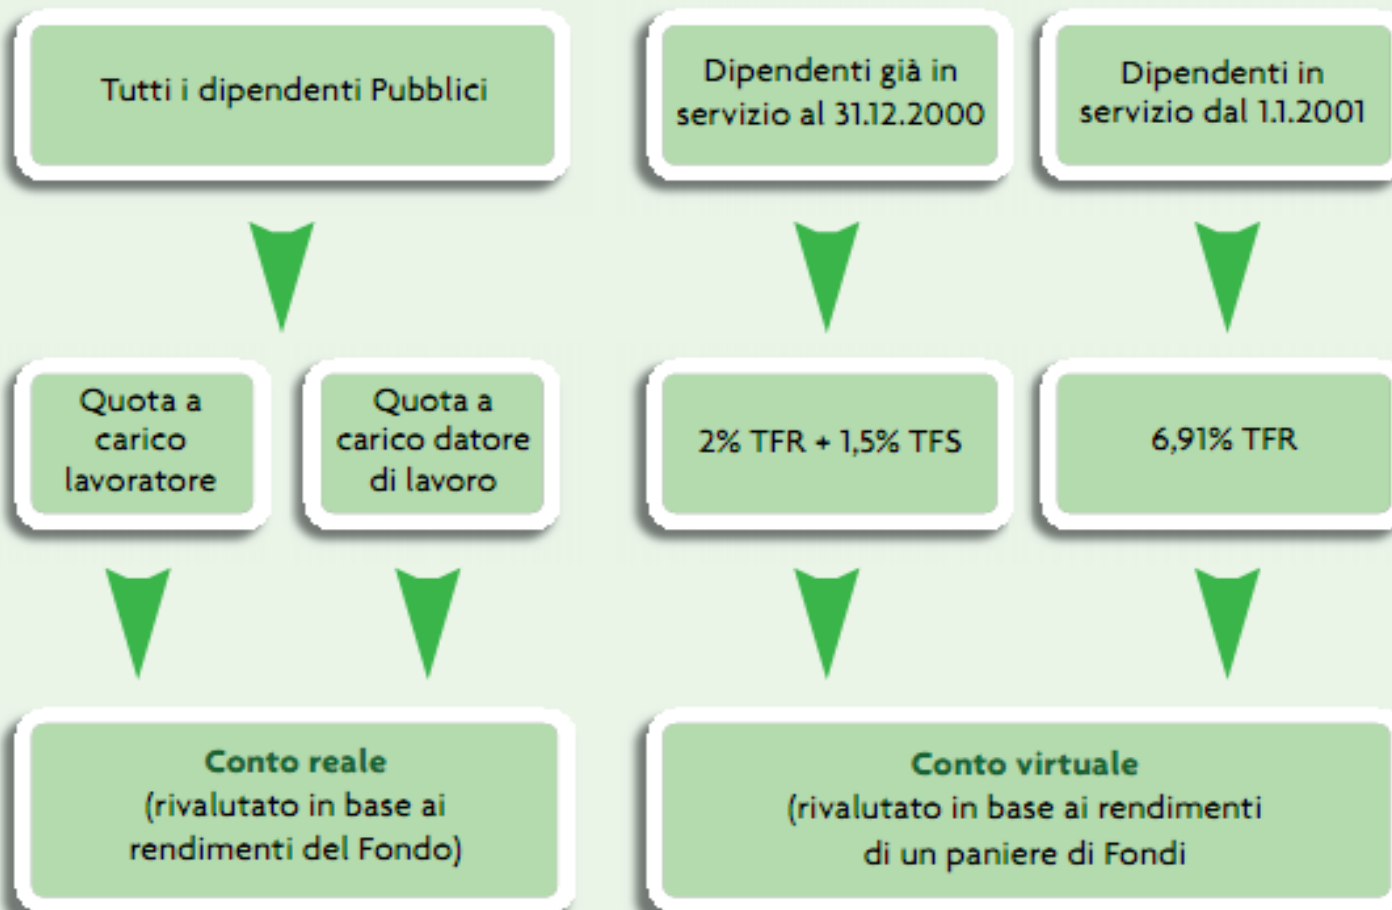 Tutti i dipendenti Pubblici
Dipendenti già in
servizio al 31.12.2000
Dipendenti in
servizio dal 1.1.2001
Quota a
carico
lavoratore
Quota a
carico datore
di lavoro
2% TFR + 1,5% TFS
6,91% TFR
Conto reale
(rivalutato in base ai
rendimenti del Fondo)
Conto virtuale
(rivalutato in base ai rendimenti
di un paniere di Fondi